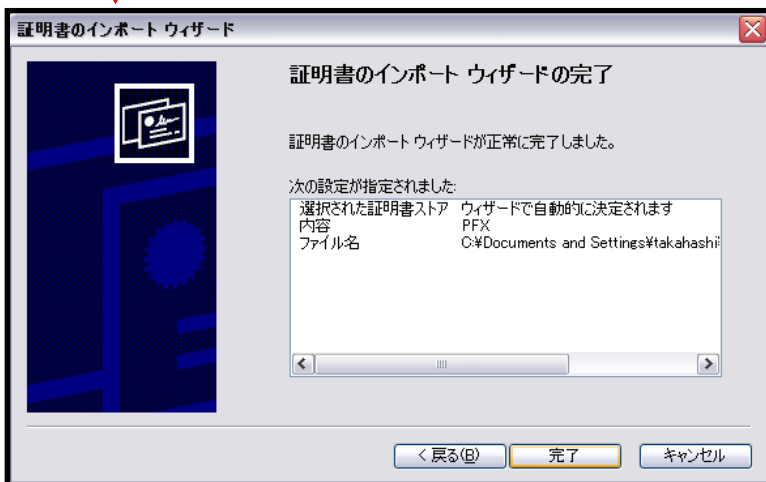 証明書のインポート ウィザード
証明書のインポート ウィザードの完了
証明書のインポート ウィザードが正常に完了しました。
次の設定が指定されました:
選択された証明書ストア ウィザードで自動的に決定されます
内容 PFX
ファイル名 C:¥Documents and Settings¥takahashi
< 戻る(B) 完了 キャンセル